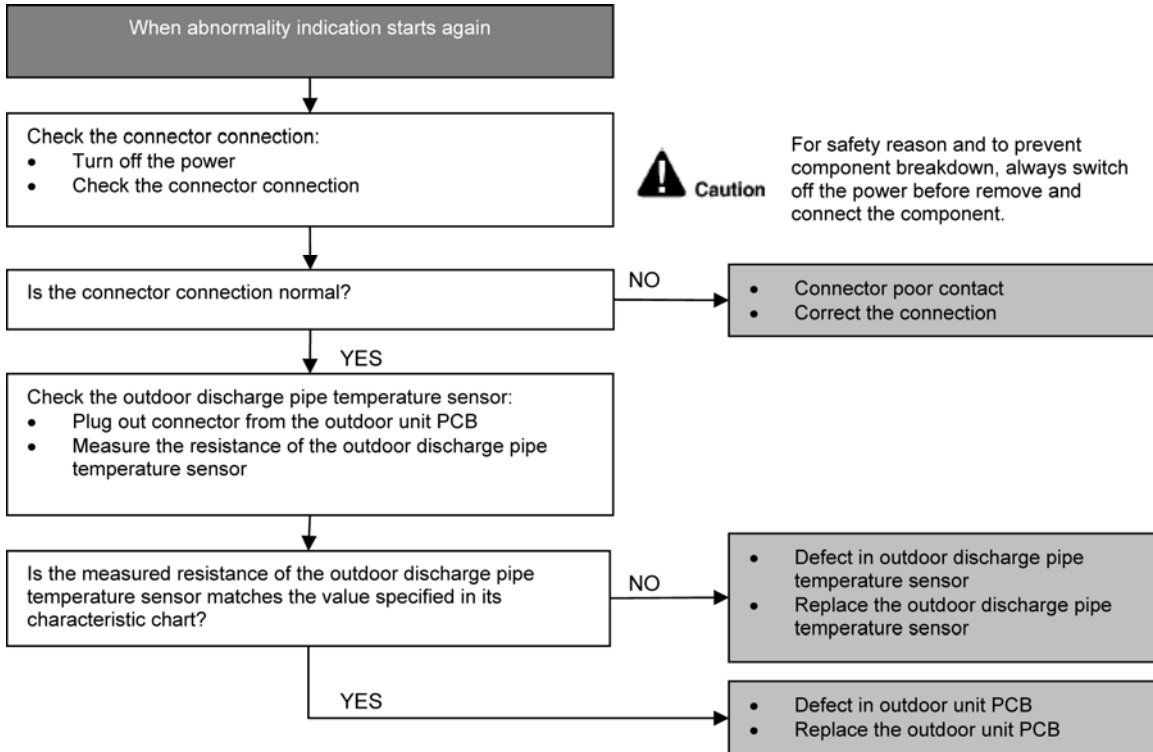 When abnormality indication starts again
Check the connector connection:
• Turn off the power
• Check the connector connection
Caution
For safety reason and to prevent
component breakdown, always switch
off the power before remove and
connect the component.
Is the connector connection normal?
NO
• Connector poor contact
• Correct the connection
YES
Check the outdoor discharge pipe temperature sensor:
• Plug out connector from the outdoor unit PCB
• Measure the resistance of the outdoor discharge pipe
temperature sensor
Is the measured resistance of the outdoor discharge pipe
temperature sensor matches the value specified in its
characteristic chart?
NO
• Defect in outdoor discharge pipe
temperature sensor
• Replace the outdoor discharge pipe
temperature sensor
YES
• Defect in outdoor unit PCB
• Replace the outdoor unit PCB